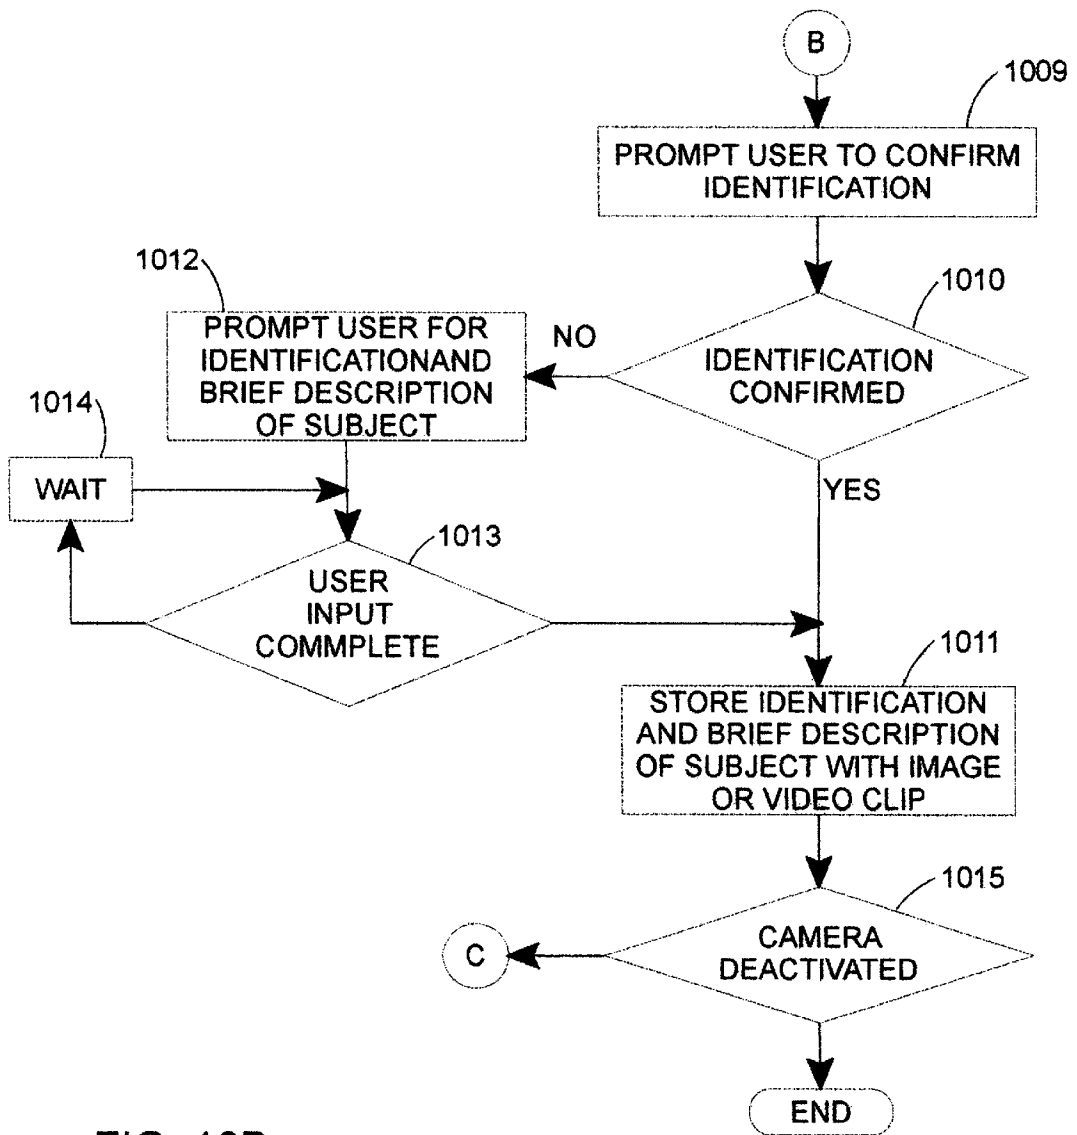 B
1009
PROMPT USER TO CONFIRM
IDENTIFICATION
1012
1010
PROMPT USER FOR
IDENTIFICATIONAND
BRIEF DESCRIPTION
OF SUBJECT
NO
IDENTIFICATION
CONFIRMED
1014
WAIT
YES
1013
USER
INPUT
COMMPLETE
1011
STORE IDENTIFICATION
AND BRIEF DESCRIPTION
OF SUBJECT WITH IMAGE
OR VIDEO CLIP
1015
C
CAMERA
DEACTIVATED
END